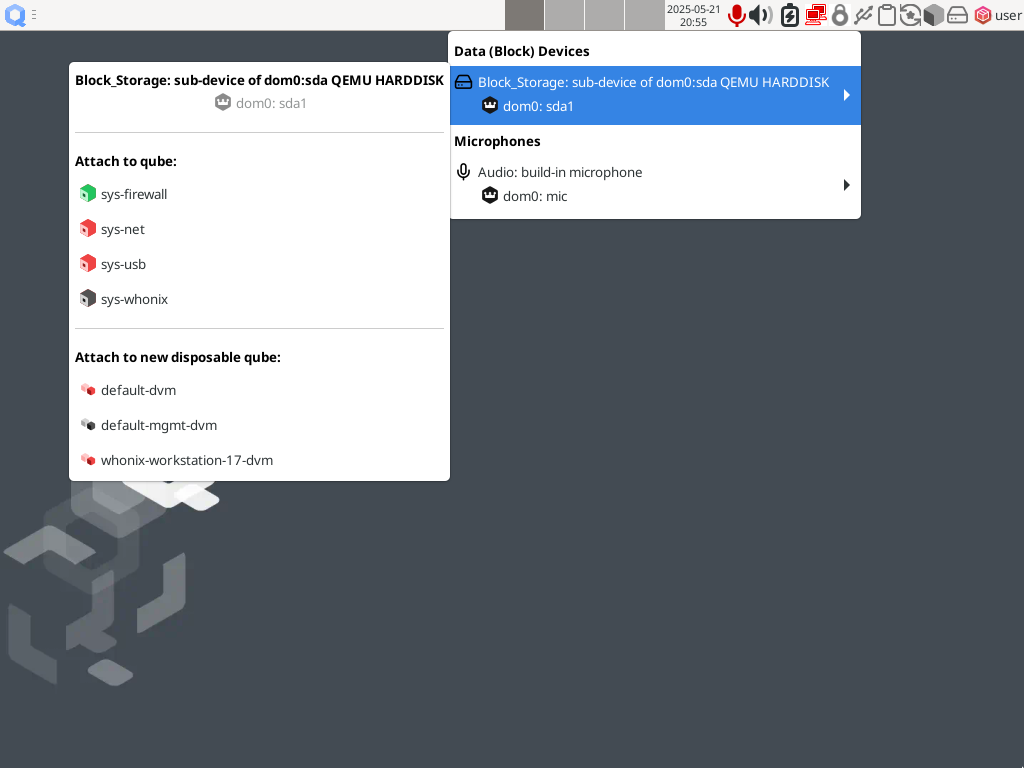 2025-05-21
20:55
user
Data (Block) Devices
Block_Storage: sub-device of dom0:sda QEMU HARDDISK
dom0: sda1
Microphones
Audio: build-in microphone
dom0: mic
Block_Storage: sub-device of dom0:sda QEMU HARDDISK
dom0: sda1
Attach to qube:
sys-firewall
sys-net
sys-usb
sys-whonix
Attach to new disposable qube:
default-dvm
default-mgmt-dvm
whonix-workstation-17-dvm